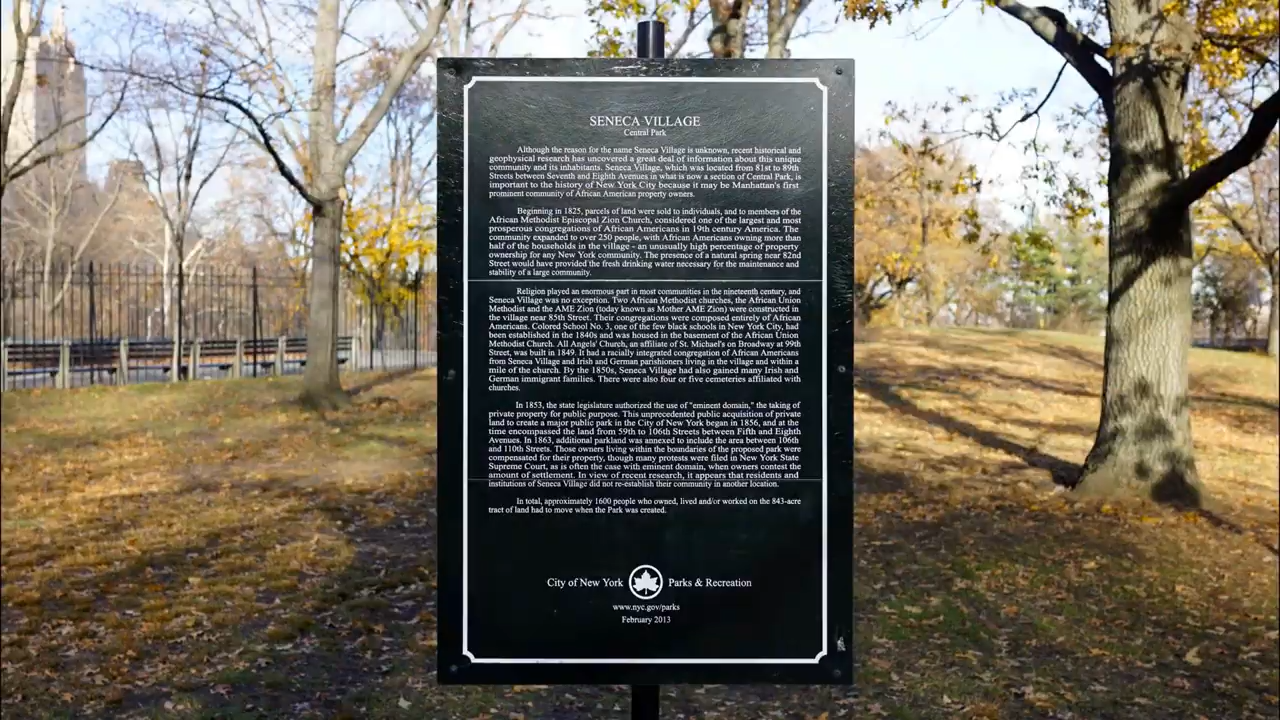 SENECA VILLAGE
Central Park
Although the reason for the name Seneca Village is unknown, recent historical and
geophysical research has uncovered a great deal of information about this unique
community and its inhabitants. Seneca Village, which was located from 81st to 89th
Streets between Seventh and Eighth Avenues in what is now a section of Central Park, is
important to the history of New York City because it may be Manhattan's first
prominent community of African American property owners.
Beginning in 1825, parcels of land were sold to individuals, and to members of the
African Methodist Episcopal Zion Church, considered one of the largest and most
prosperous congregations of African Americans in 19th century America. The
community expanded to over 250 people, with African Americans owning more than
half of the households in the village - an unusually high percentage of property
ownership for any New York community. The presence of a natural spring near 82nd
Street would have provided the fresh drinking water necessary for the maintenance and
stability of a large community.
Religion played an enormous part in most communities in the nineteenth century, and
Seneca Village was no exception. Two African Methodist churches, the African Union
Methodist and the AME Zion (today known as Mother AME Zion) were constructed in
the village near 85th Street. Their congregations were composed entirely of African
Americans. Colored School No. 3, one of the few black schools in New York City, had
been established in the 1840s and was housed in the basement of the African Union
Methodist Church. All Angels' Church, an affiliate of St. Michael's on Broadway at 99th
Street, was built in 1849. It had a racially integrated congregation of African Americans
from Seneca Village and Irish and German parishioners living in the village and within a
mile of the church. By the 1850s, Seneca Village had also gained many Irish and
German immigrant families. There were also four or five cemeteries affiliated with
churches.
In 1853, the state legislature authorized the use of "eminent domain," the taking of
private property for public purpose. This unprecedented public acquisition of private
land to create a major public park in the City of New York began in 1856, and at the
time encompassed the land from 59th to 106th Streets between Fifth and Eighth
Avenues. In 1863, additional parkland was annexed to include the area between 106th
and 110th Streets. Those owners living within the boundaries of the proposed park were
compensated for their property, though many protests were filed in New York State
Supreme Court, as is often the case with eminent domain, when owners contest the
amount of settlement. In view of recent research, it appears that residents and
institutions of Seneca Village did not re-establish their community in another location.
In total, approximately 1600 people who owned, lived and/or worked on the 843-acre
tract of land had to move when the Park was created.
City of New York Parks & Recreation
www.nyc.gov/parks
February 2013